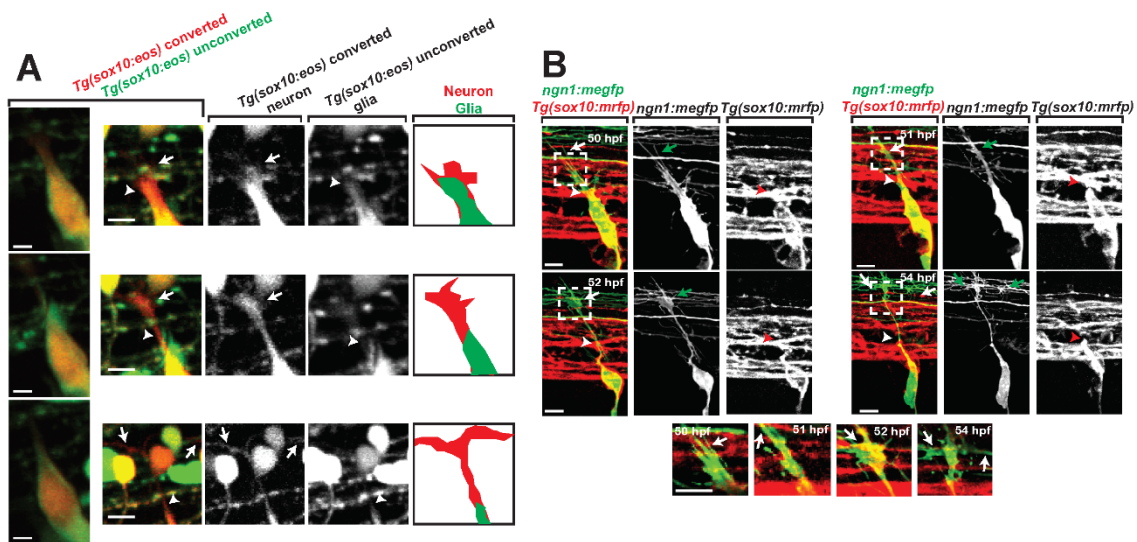 A
Tg(sox10:eos) converted
Tg(sox10:eos) unconverted
Tg(sox10:eos) converted
neuron
Tg(sox10:eos) unconverted
glia
Neuron
Glia
B
ngn1:megfp
Tg(sox10:mrfp)
ngn1:megfp
Tg(sox10:mrfp)
ngn1:megfp
Tg(sox10:mrfp)
ngn1:megfp
Tg(sox10:mrfp)
50 hpf
51 hpf
52 hpf
54 hpf
50 hpf
51 hpf
52 hpf
54 hpf